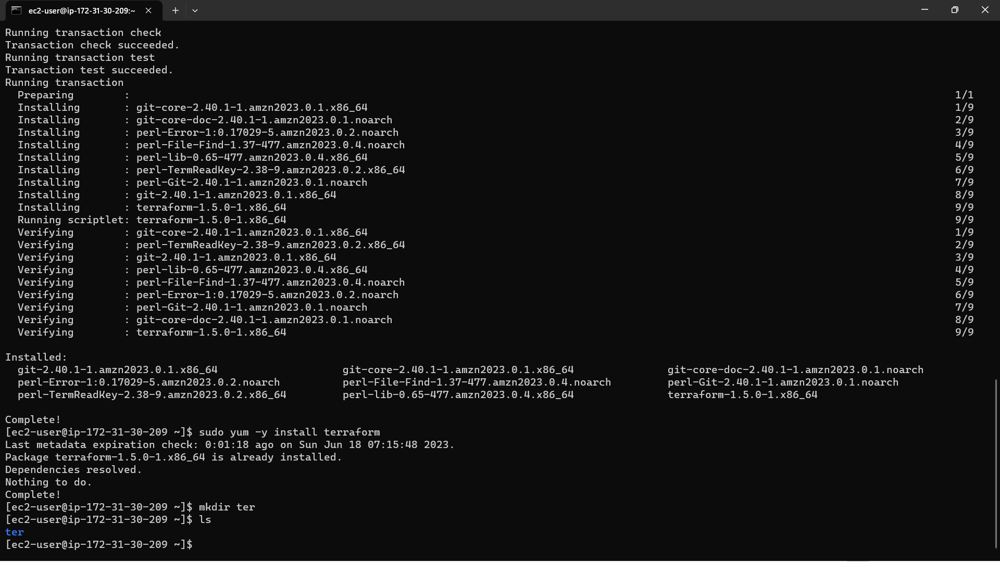 ec2-user@ip-172-31-30-209:~
Running transaction check
Transaction check succeeded.
Running transaction test
Transaction test succeeded.
Running transaction
  Preparing        :                                                                                                                                     1/1
  Installing       : git-core-2.40.1-1.amzn2023.0.1.x86_64 1/9
  Installing       : git-core-doc-2.40.1-1.amzn2023.0.1.noarch 2/9
  Installing       : perl-Error-1:0.17029-5.amzn2023.0.2.noarch 3/9
  Installing       : perl-File-Find-1.37-477.amzn2023.0.4.noarch 4/9
  Installing       : perl-lib-0.65-477.amzn2023.0.4.x86_64 5/9
  Installing       : perl-TermReadKey-2.38-9.amzn2023.0.2.x86_64 6/9
  Installing       : perl-Git-2.40.1-1.amzn2023.0.1.noarch 7/9
  Installing       : git-2.40.1-1.amzn2023.0.1.x86_64 8/9
  Installing       : terraform-1.5.0-1.x86_64 9/9
  Running scriptlet: terraform-1.5.0-1.x86_64 9/9
  Verifying        : git-core-2.40.1-1.amzn2023.0.1.x86_64 1/9
  Verifying        : perl-TermReadKey-2.38-9.amzn2023.0.2.x86_64 2/9
  Verifying        : git-2.40.1-1.amzn2023.0.1.x86_64 3/9
  Verifying        : perl-lib-0.65-477.amzn2023.0.4.x86_64 4/9
  Verifying        : perl-File-Find-1.37-477.amzn2023.0.4.noarch 5/9
  Verifying        : perl-Error-1:0.17029-5.amzn2023.0.2.noarch 6/9
  Verifying        : perl-Git-2.40.1-1.amzn2023.0.1.noarch 7/9
  Verifying        : git-core-doc-2.40.1-1.amzn2023.0.1.noarch 8/9
  Verifying        : terraform-1.5.0-1.x86_64 9/9
Installed:
  git-2.40.1-1.amzn2023.0.1.x86_64 git-core-2.40.1-1.amzn2023.0.1.x86_64 git-core-doc-2.40.1-1.amzn2023.0.1.noarch
  perl-Error-1:0.17029-5.amzn2023.0.2.noarch perl-File-Find-1.37-477.amzn2023.0.4.noarch perl-Git-2.40.1-1.amzn2023.0.1.noarch
  perl-TermReadKey-2.38-9.amzn2023.0.2.x86_64 perl-lib-0.65-477.amzn2023.0.4.x86_64 terraform-1.5.0-1.x86_64
Complete!
[ec2-user@ip-172-31-30-209 ~]$ sudo yum -y install terraform
Last metadata expiration check: 0:01:18 ago on Sun Jun 18 07:15:48 2023.
Package terraform-1.5.0-1.x86_64 is already installed.
Dependencies resolved.
Nothing to do.
Complete!
[ec2-user@ip-172-31-30-209 ~]$ mkdir ter
[ec2-user@ip-172-31-30-209 ~]$ ls
ter
[ec2-user@ip-172-31-30-209 ~]$